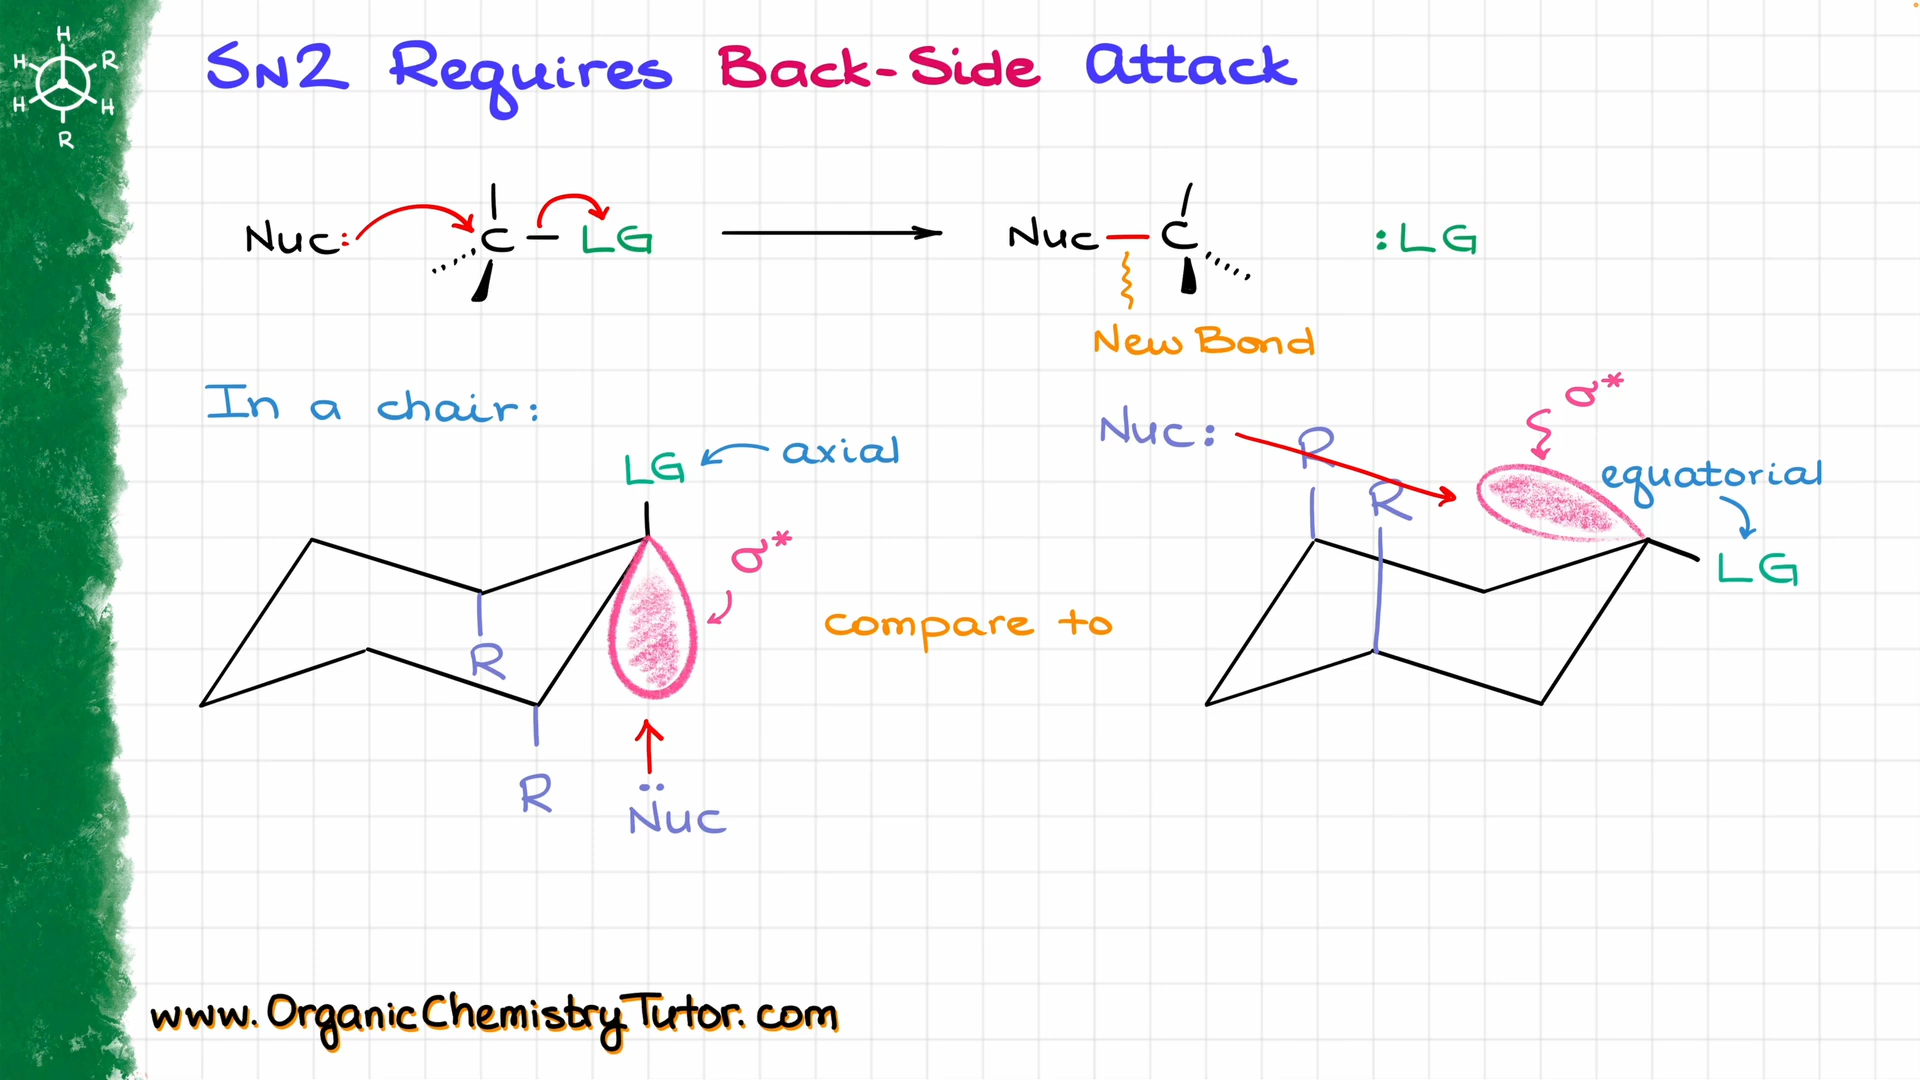 H
H R
H H
R
SN2 Requires Back-Side Attack
Nuc: C LG Nuc C :LG
New Bond
In a chair:
LG axial
σ*
R
R
Nuc
compare to
Nuc: R σ*
R equatorial
LG
www.OrganicChemistryTutor.com